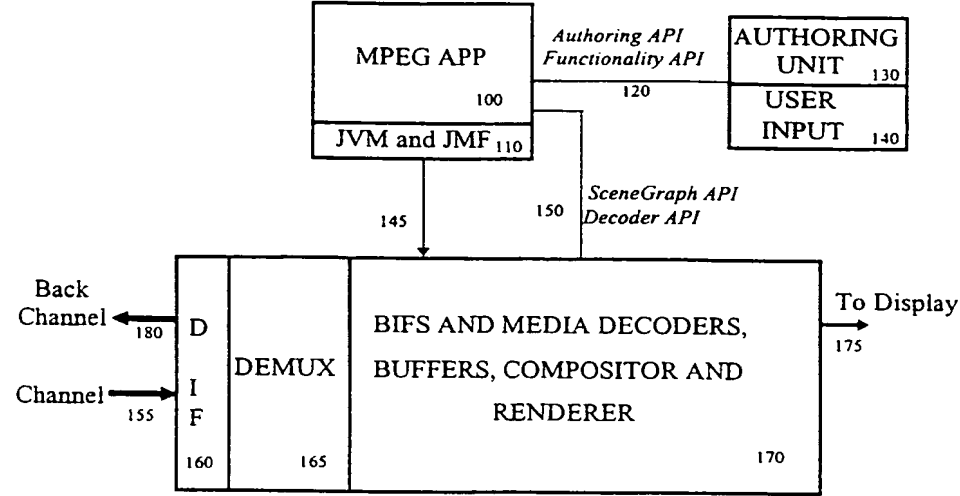 MPEG APP
100
JVM and JMF 110
Authoring API
Functionality API
120
AUTHORING
UNIT 130
USER
INPUT 140
145
150
SceneGraph API
Decoder API
Back
Channel
180
Channel
155
D
I
F
160
DEMUX
165
BIFS AND MEDIA DECODERS,
BUFFERS, COMPOSITOR AND
RENDERER
170
To Display
175